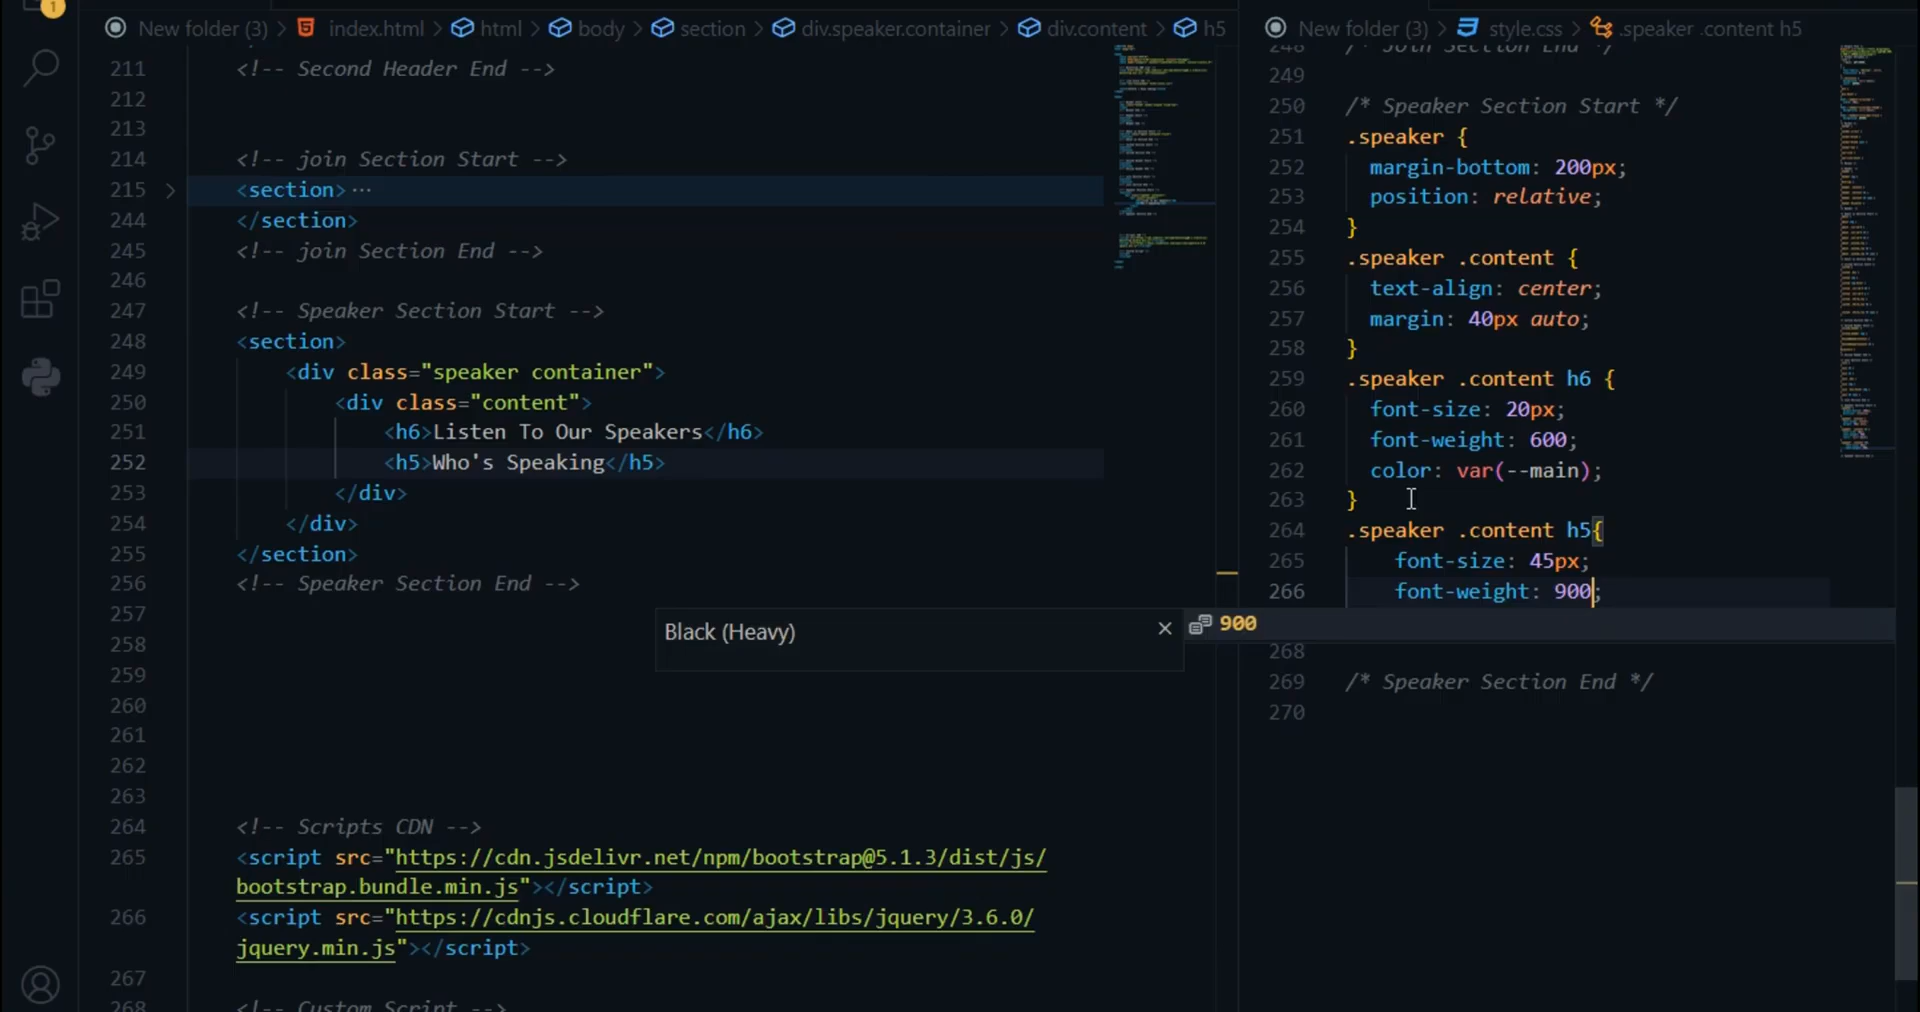 1
New folder (3) > index.html > html > body > section > div.speaker.container > div.content > h5
211 <!-- Second Header End -->
212
213
214 <!-- join Section Start -->
215 <section> ···
244 </section>
245 <!-- join Section End -->
246
247 <!-- Speaker Section Start -->
248 <section>
249 <div class="speaker container">
250 <div class="content">
251 <h6>Listen To Our Speakers</h6>
252 <h5>Who's Speaking</h5>
253 </div>
254 </div>
255 </section>
256 <!-- Speaker Section End -->
257
258
259
260
261
262
263
264 <!-- Scripts CDN -->
265 <script src="https://cdn.jsdelivr.net/npm/bootstrap@5.1.3/dist/js/
bootstrap.bundle.min.js"></script>
266 <script src="https://cdnjs.cloudflare.com/ajax/libs/jquery/3.6.0/
jquery.min.js"></script>
267
268 <!-- Custom Script -->
New folder (3) > style.css > .speaker .content h5
248 /* Join Section End */
249
250 /* Speaker Section Start */
251 .speaker {
252 margin-bottom: 200px;
253 position: relative;
254 }
255 .speaker .content {
256 text-align: center;
257 margin: 40px auto;
258 }
259 .speaker .content h6 {
260 font-size: 20px;
261 font-weight: 600;
262 color: var(--main);
263 }
264 .speaker .content h5{
265 font-size: 45px;
266 font-weight: 900;
Black (Heavy)
900
268
269 /* Speaker Section End */
270